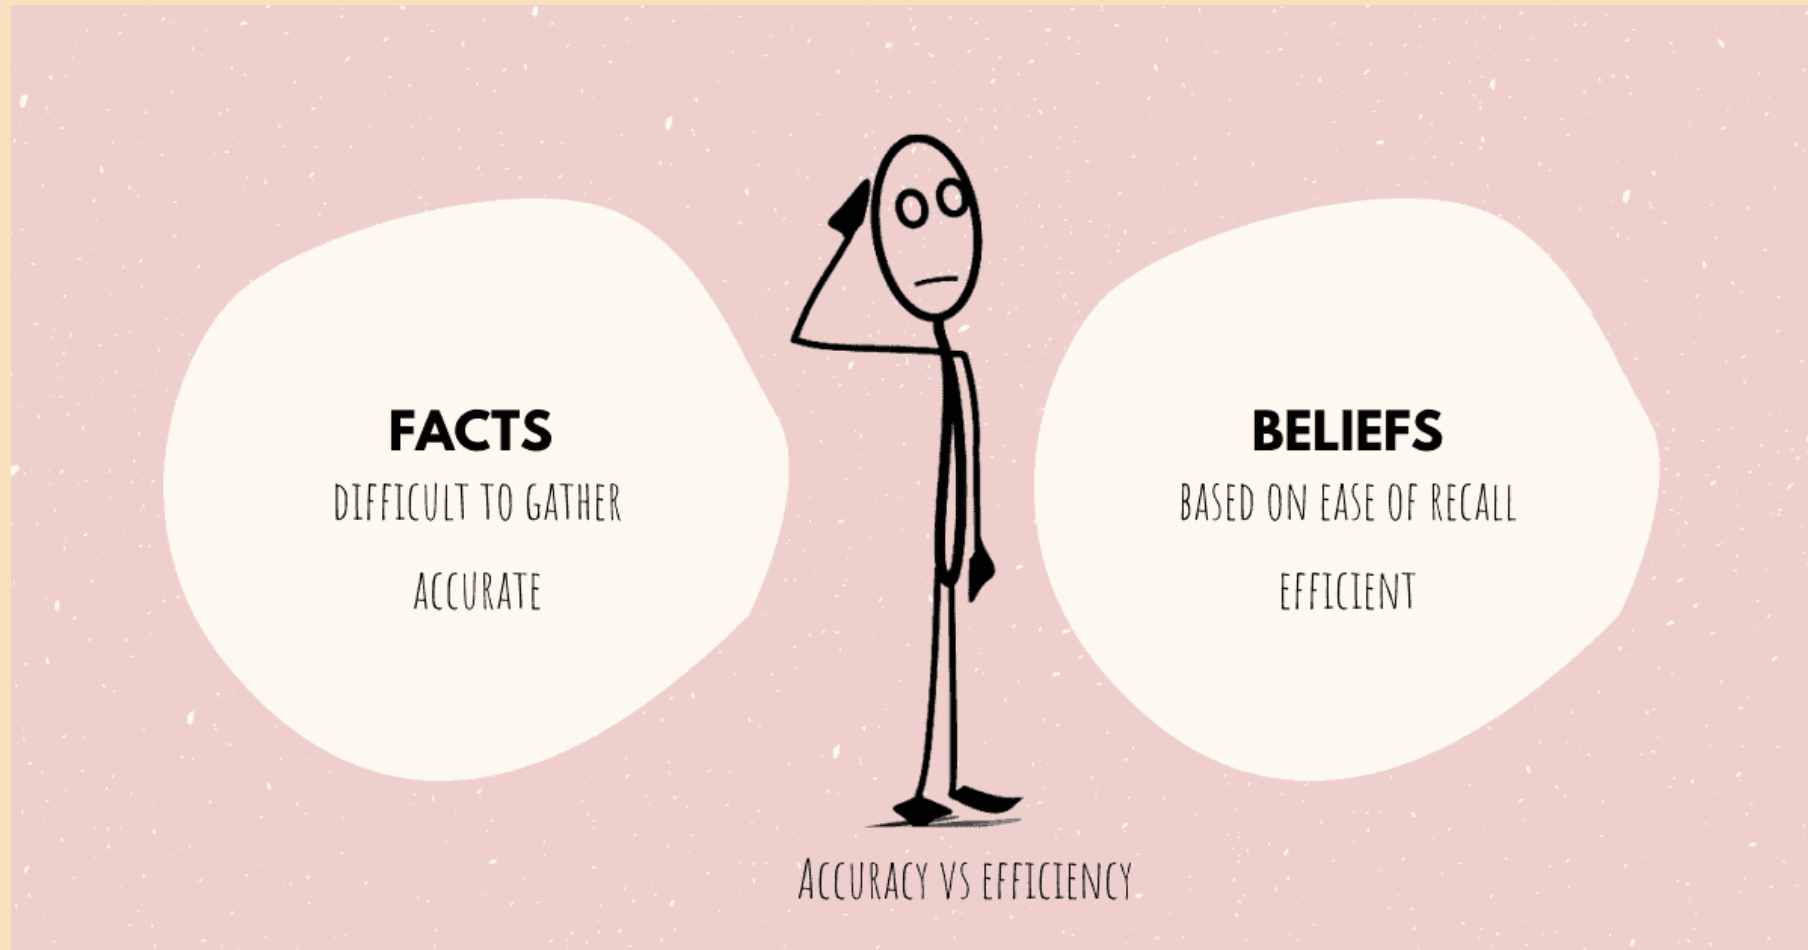 FACTS
DIFFICULT TO GATHER
ACCURATE
BELIEFS
BASED ON EASE OF RECALL
EFFICIENT
ACCURACY VS EFFICIENCY